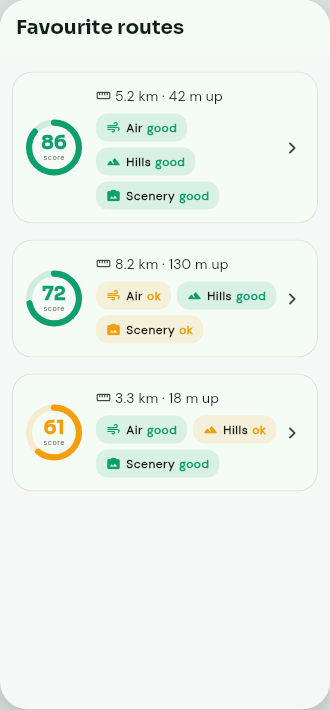 Favourite routes
5.2 km · 42 m up
86
score
Air good
Hills good
Scenery good
8.2 km · 130 m up
72
score
Air ok Hills good
Scenery ok
3.3 km · 18 m up
61
score
Air good Hills ok
Scenery good